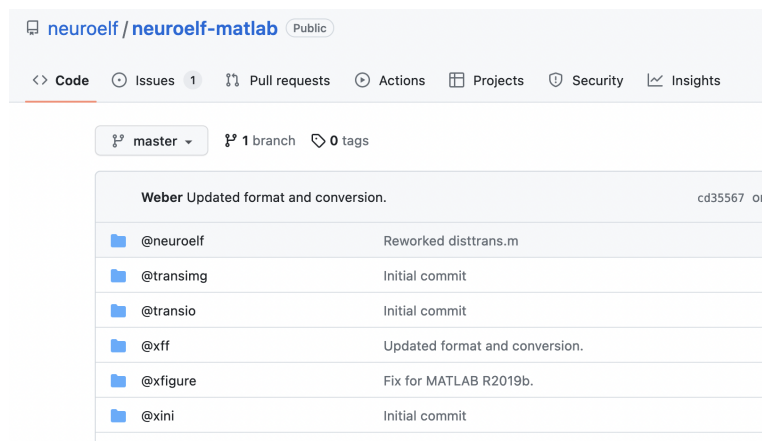 neuroelf / neuroelf-matlab Public
Code Issues 1 Pull requests Actions Projects Security Insights
master 1 branch 0 tags
Weber Updated format and conversion. cd35567
@neuroelf Reworked disttrans.m
@transimg Initial commit
@transio Initial commit
@xff Updated format and conversion.
@xfigure Fix for MATLAB R2019b.
@xini Initial commit